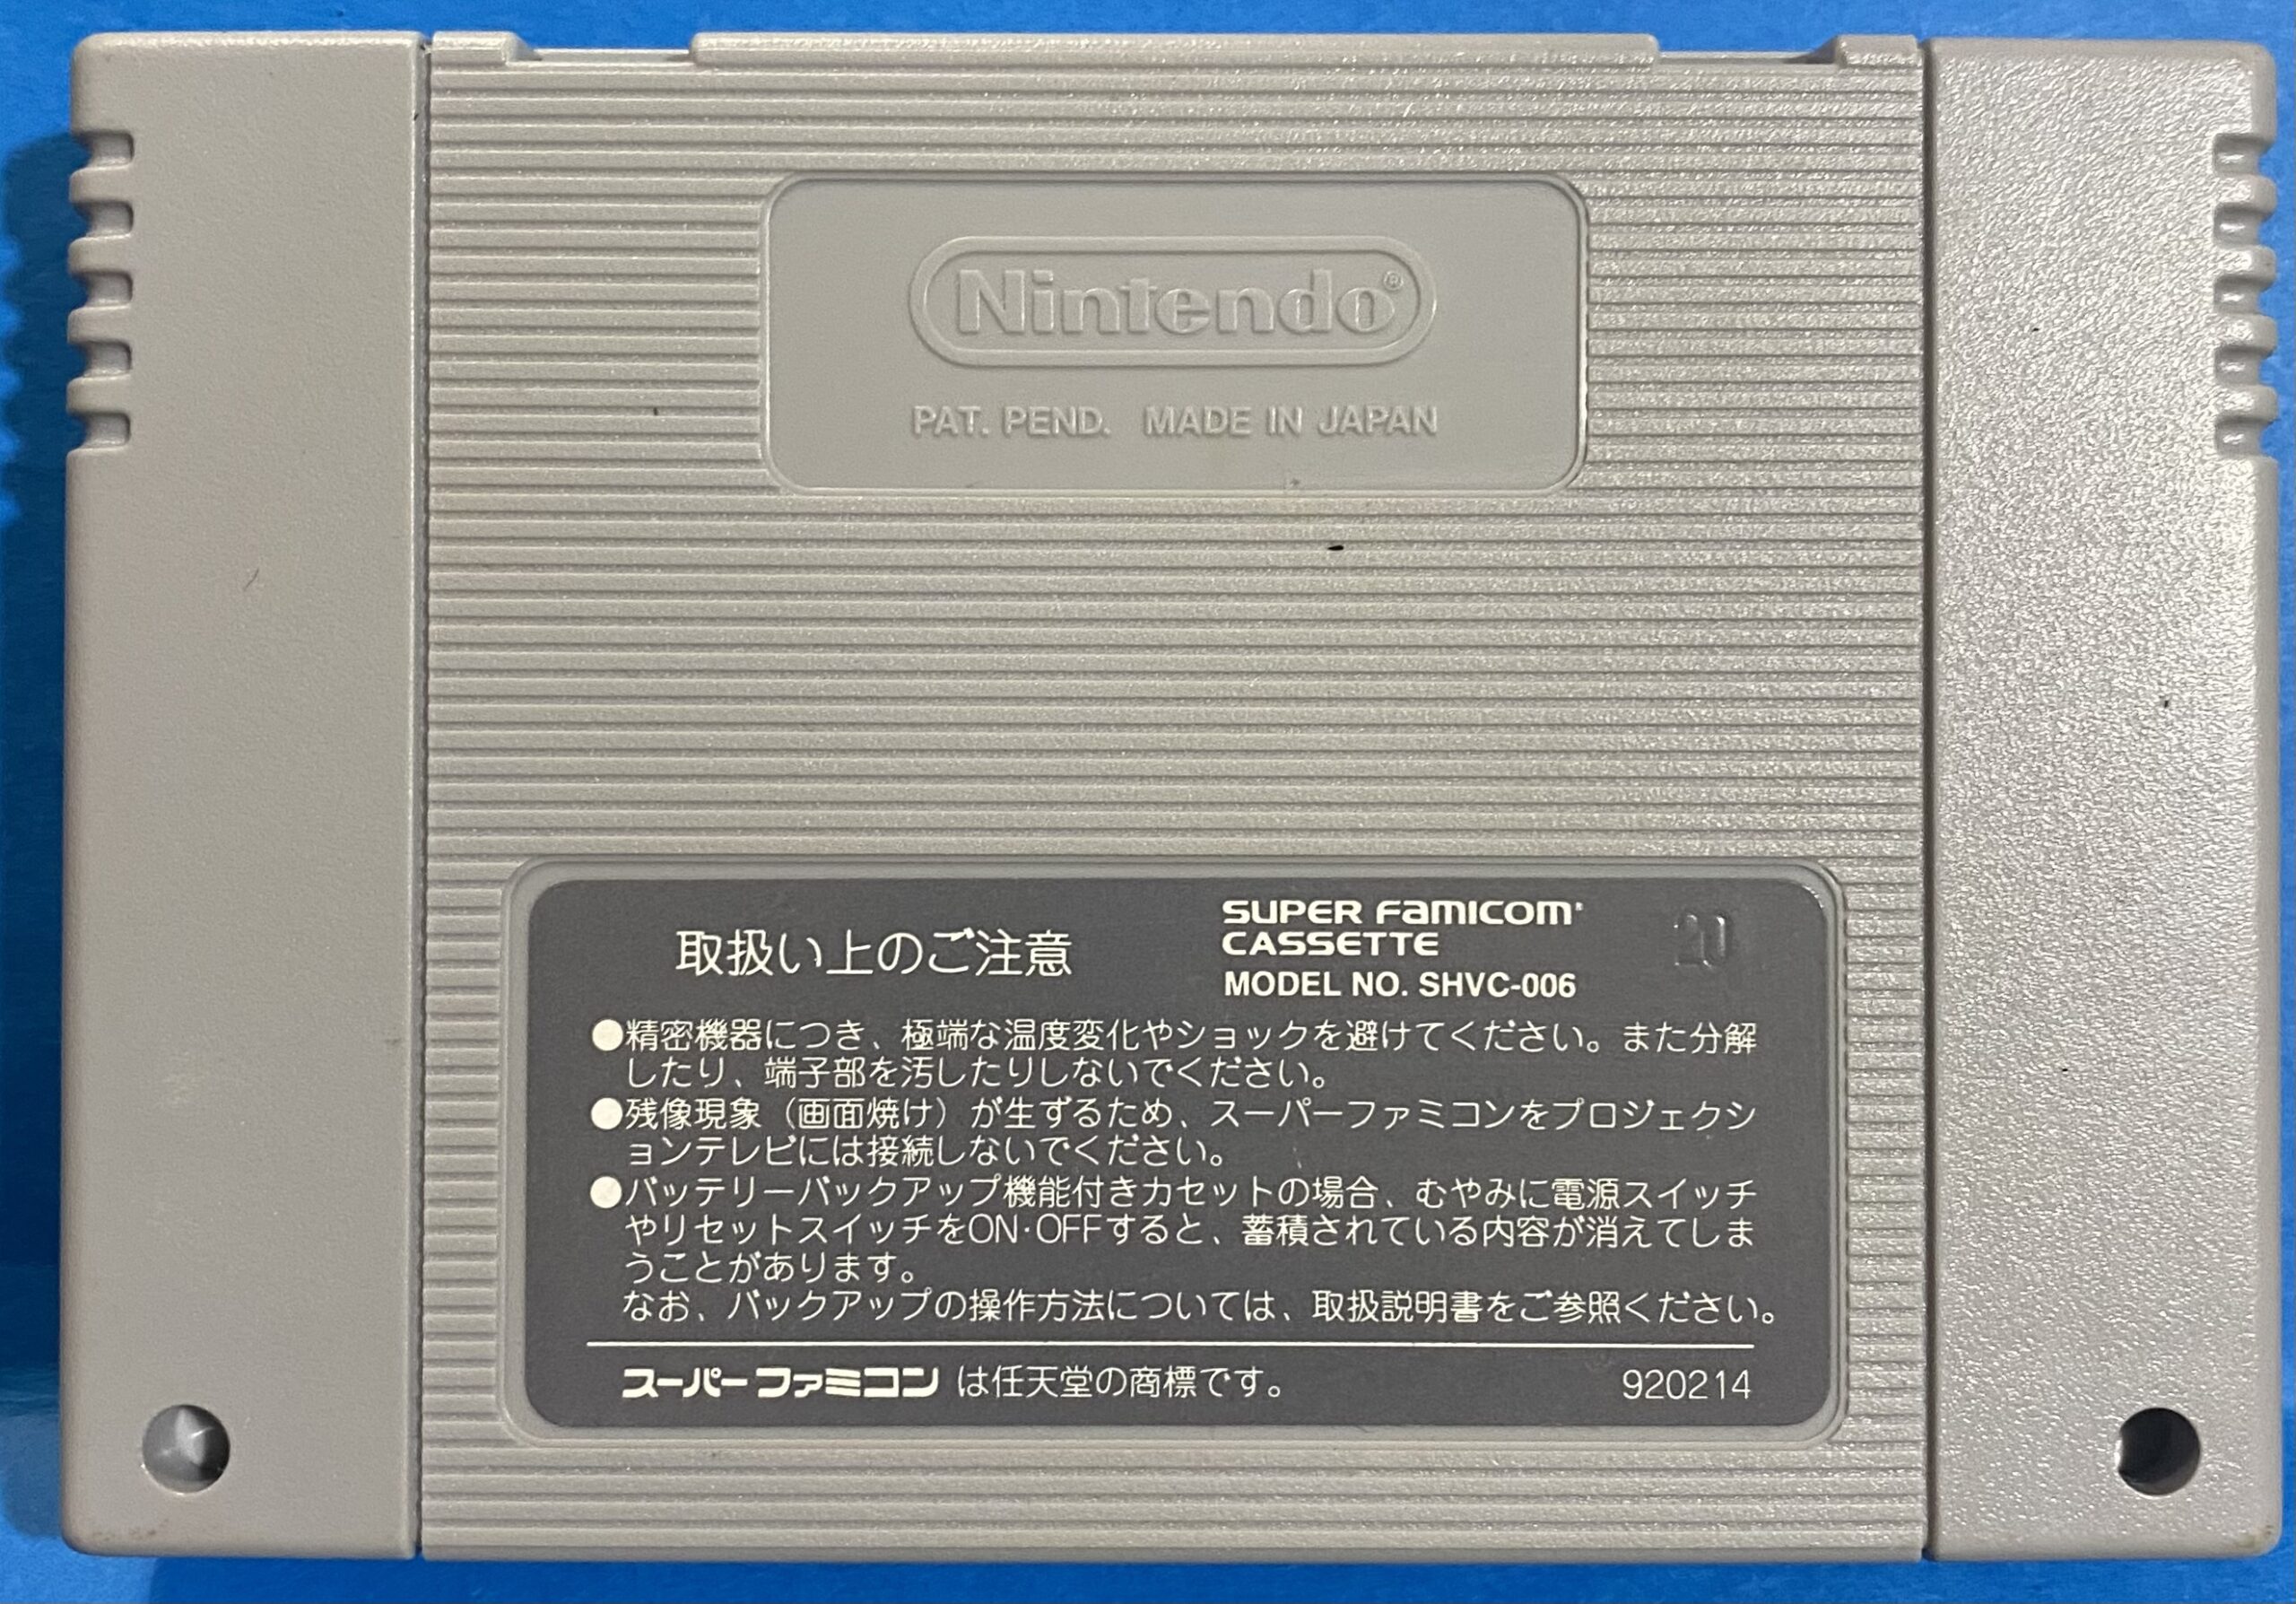 Nintendo®
PAT. PEND. MADE IN JAPAN
取扱い上のご注意
SUPER FAMICOM
CASSETTE
MODEL NO. SHVC-006
20
●精密機器につき、極端な温度変化やショックを避けてください。また分解
したり、端子部を汚したりしないでください。
●残像現象（画面焼け）が生ずるため、スーパーファミコンをプロジェクシ
ョンテレビには接続しないでください。
●バッテリーバックアップ機能付きカセットの場合、むやみに電源スイッチ
やリセットスイッチをON·OFFすると、蓄積されている内容が消えてしま
うことがあります。
なお、バックアップの操作方法については、取扱説明書をご参照ください。
スーパーファミコン は任天堂の商標です。
920214